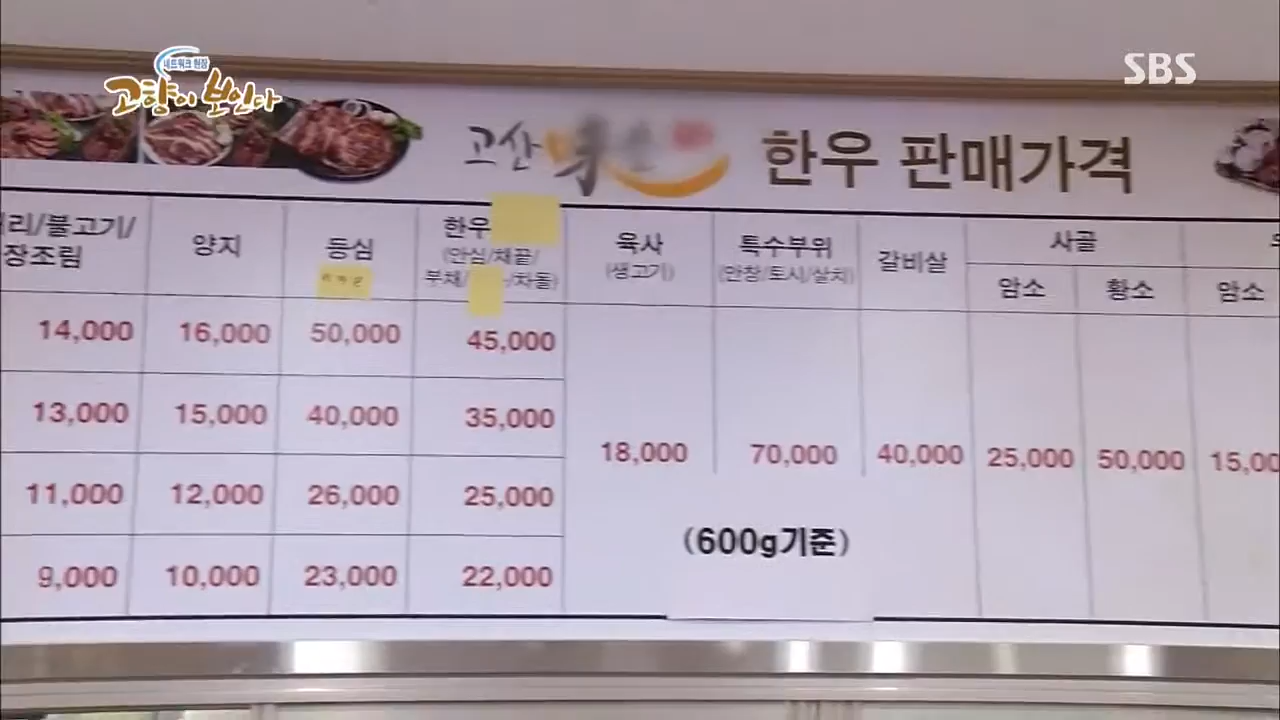 네트워크 현장
고향이 보인다
SBS
고산
한우 판매가격
리/불고기/
장조림
양지
등심
한우
(안심/채끝/
부채/
/차돌)
육사
(생고기)
특수부위
(안창/토시/살치)
갈비살
사골
암소
황소
암소
14,000 16,000 50,000 45,000
13,000 15,000 40,000 35,000
18,000 70,000 40,000 25,000 50,000 15,00
11,000 12,000 26,000 25,000
(600g기준)
9,000 10,000 23,000 22,000